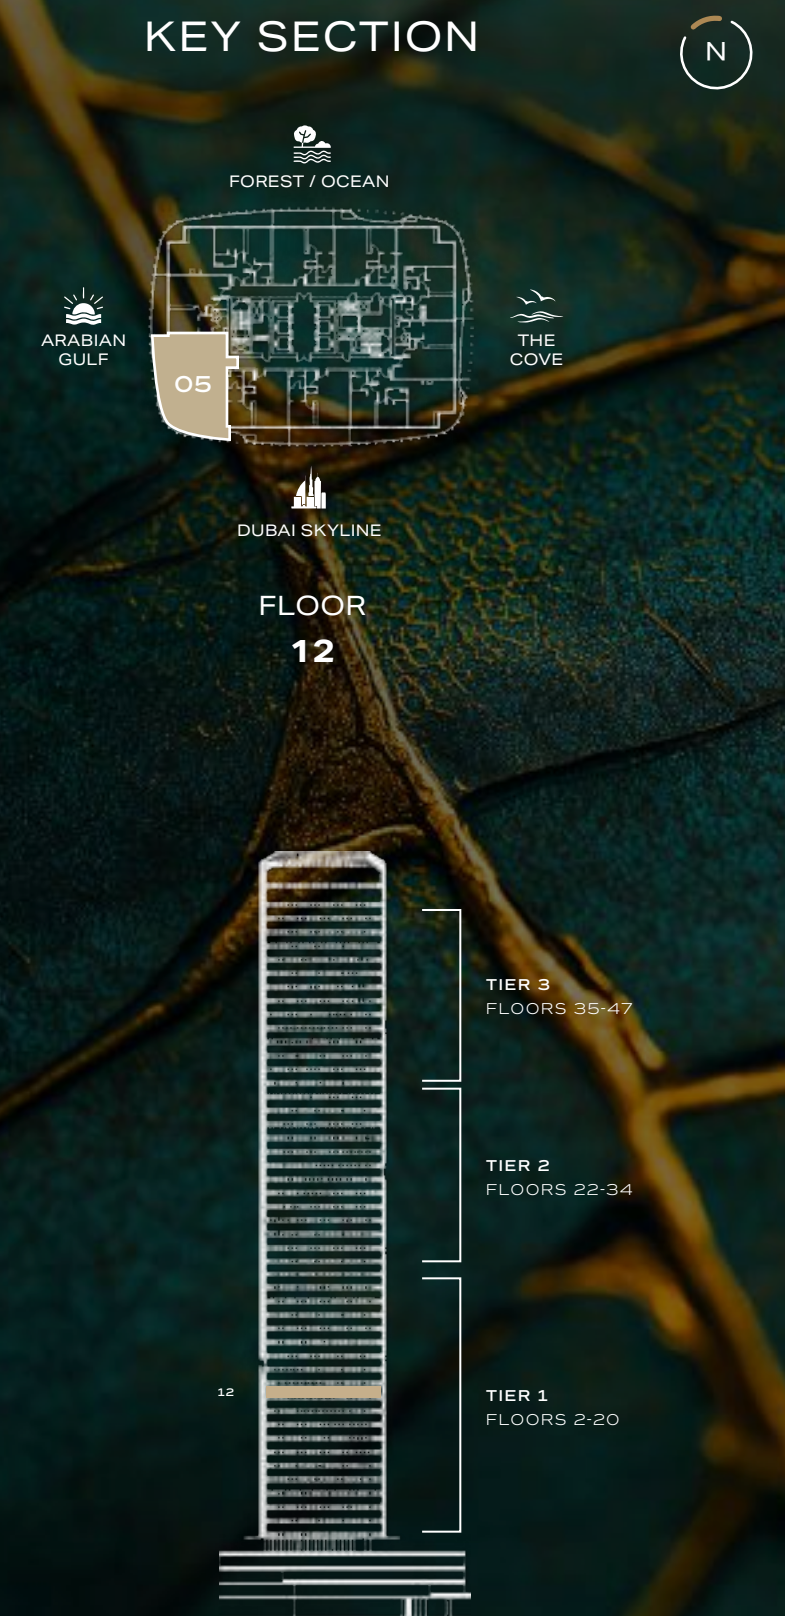 KEY SECTION
N
FOREST / OCEAN
ARABIAN
GULF
THE
COVE
05
DUBAI SKYLINE
FLOOR
12
TIER 3
FLOORS 35-47
TIER 2
FLOORS 22-34
12
TIER 1
FLOORS 2-20